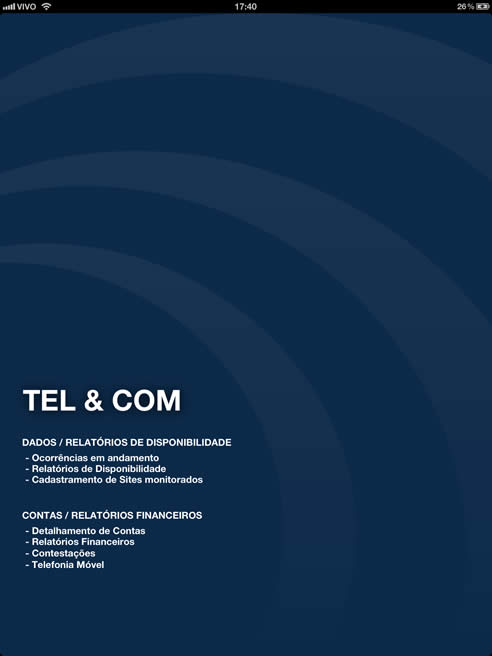 VIVO 17:40 26%
TEL & COM
DADOS / RELATÓRIOS DE DISPONIBILIDADE
- Ocorrências em andamento
- Relatórios de Disponibilidade
- Cadastramento de Sites monitorados
CONTAS / RELATÓRIOS FINANCEIROS
- Detalhamento de Contas
- Relatórios Financeiros
- Contestações
- Telefonia Móvel